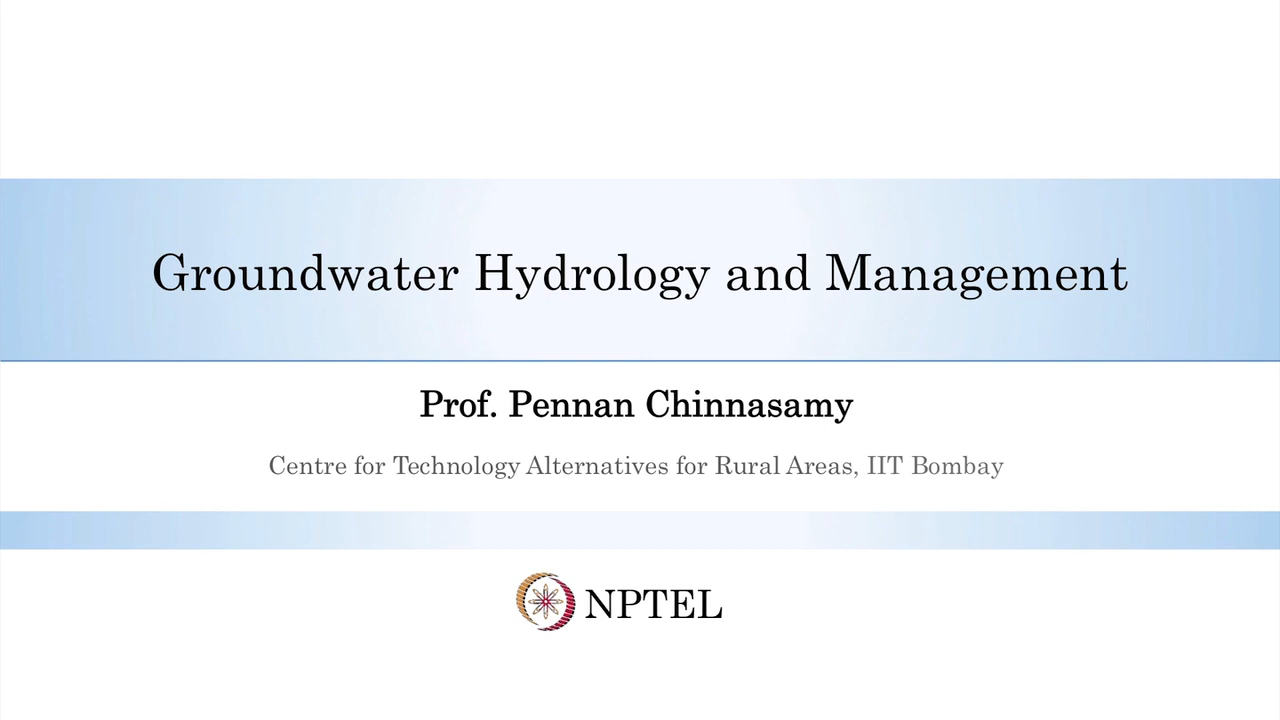 Groundwater Hydrology and Management
Prof. Pennan Chinnasamy
Centre for Technology Alternatives for Rural Areas, IIT Bombay
NPTEL